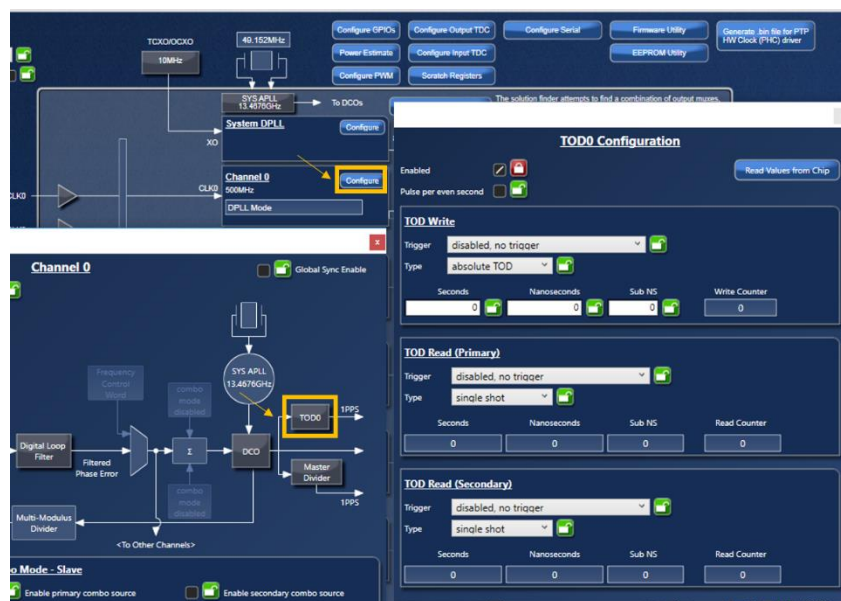 TCXO/OCXO
10MHz
49.152MHz
Configure GPIOs
Configure Output TDC
Configure Serial
Firmware Utility
Generate .bin file for PTP
HW Clock (PHC) driver
Power Estimate
Configure Input TDC
EEPROM Utility
Configure PWM
Scratch Registers
SYS APLL
13.4676GHz
To DCOs
The solution finder attempts to find a combination of output muxes,
System DPLL
Configure
XO
Channel 0
Configure
CLK0
500MHz
DPLL Mode
CLK0
Channel 0
Global Sync Enable
Frequency
Control
Word
combo
mode
disabled
SYS APLL
13.4676GHz
TOD0
1PPS
Digital Loop
Filter
Filtered
Phase Error
Σ
DCO
Master
Divider
1PPS
combo
mode
disabled
Multi-Modulus
Divider
<To Other Channels>
o Mode - Slave
Enable primary combo source
Enable secondary combo source
TOD0 Configuration
Enabled
Read Values from Chip
Pulse per even second
TOD Write
Trigger
disabled, no trigger
Type
absolute TOD
Seconds
Nanoseconds
Sub NS
Write Counter
0
0
0
0
TOD Read (Primary)
Trigger
disabled, no trigger
Type
single shot
Seconds
Nanoseconds
Sub NS
Read Counter
0
0
0
0
TOD Read (Secondary)
Trigger
disabled, no trigger
Type
single shot
Seconds
Nanoseconds
Sub NS
Read Counter
0
0
0
0